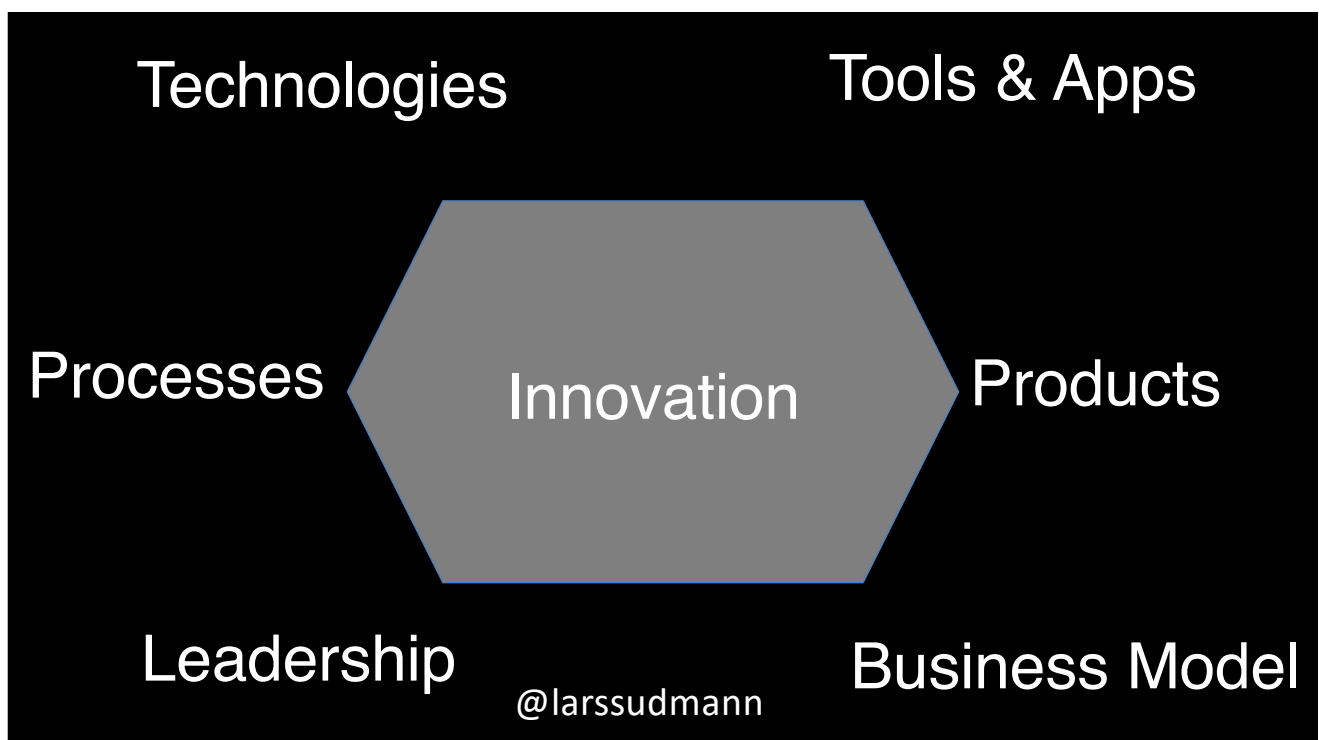 Technologies
Tools & Apps
Processes
Innovation
Products
Leadership
Business Model
@larssudmann